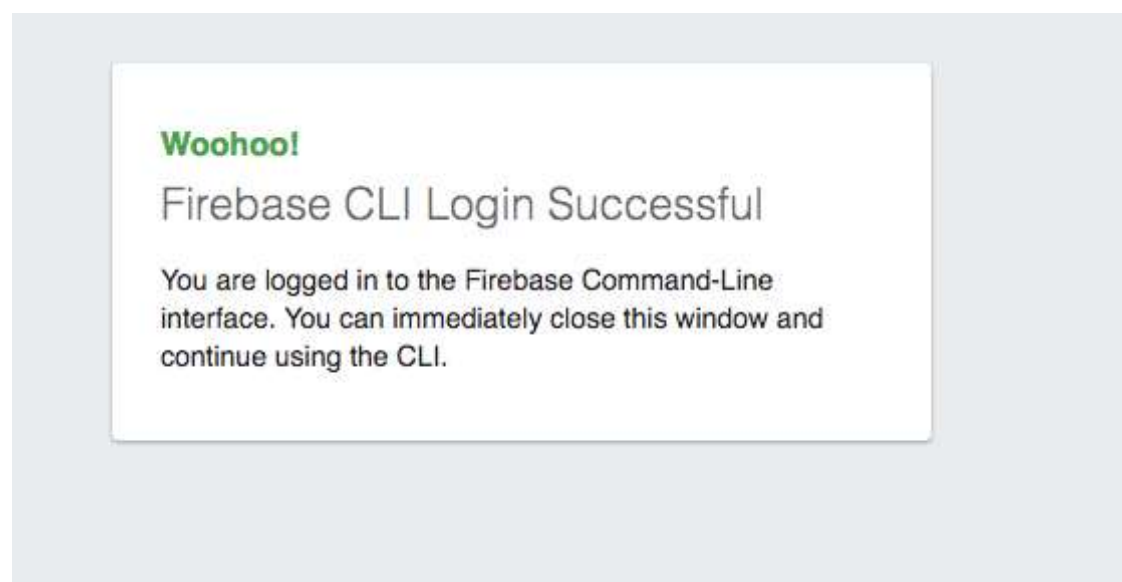 Woohoo!
Firebase CLI Login Successful
You are logged in to the Firebase Command-Line
interface. You can immediately close this window and
continue using the CLI.